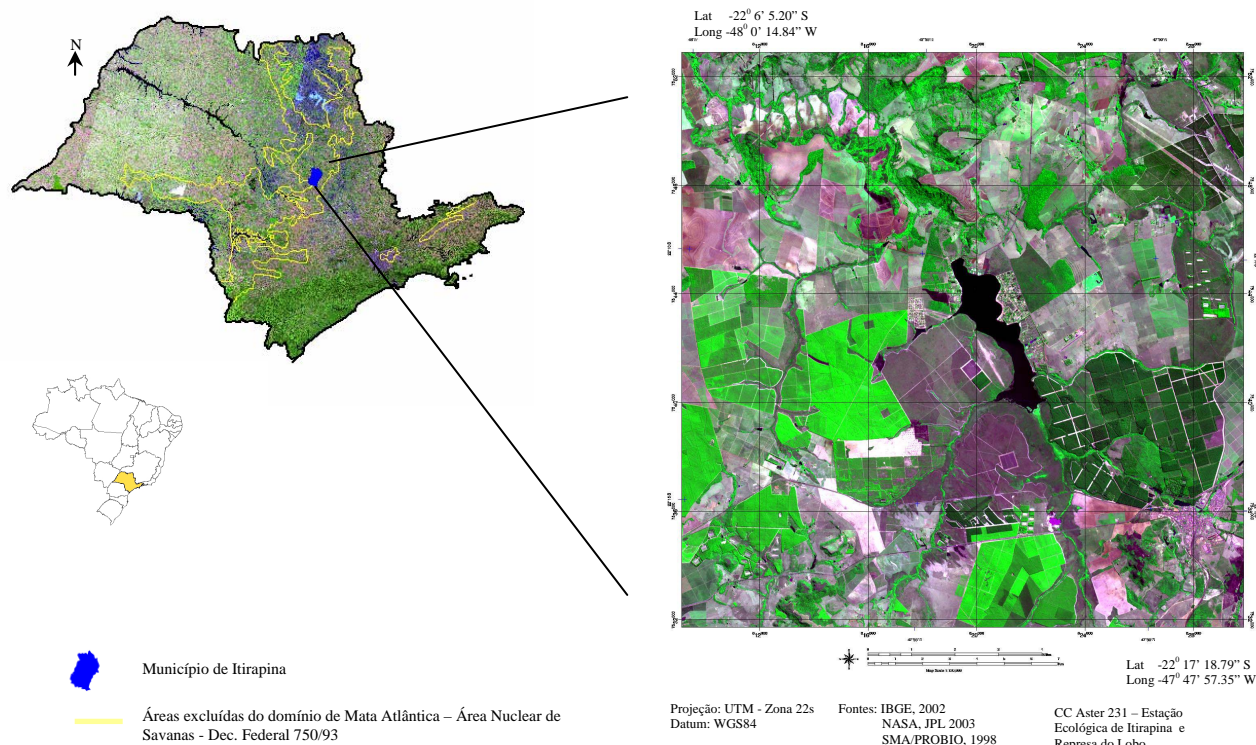 Lat -22⁰ 6’ 5.20” S
Long -48⁰ 0’ 14.84” W
N
Lat -22⁰ 17’ 18.79” S
Long -47⁰ 47’ 57.35” W
Município de Itirapina
Áreas excluídas do domínio de Mata Atlântica – Área Nuclear de
Savanas - Dec. Federal 750/93
Projeção: UTM - Zona 22s
Datum: WGS84
Fontes: IBGE, 2002
NASA, JPL 2003
SMA/PROBIO, 1998
CC Aster 231 – Estação
Ecológica de Itirapina e
Represa do Lobo